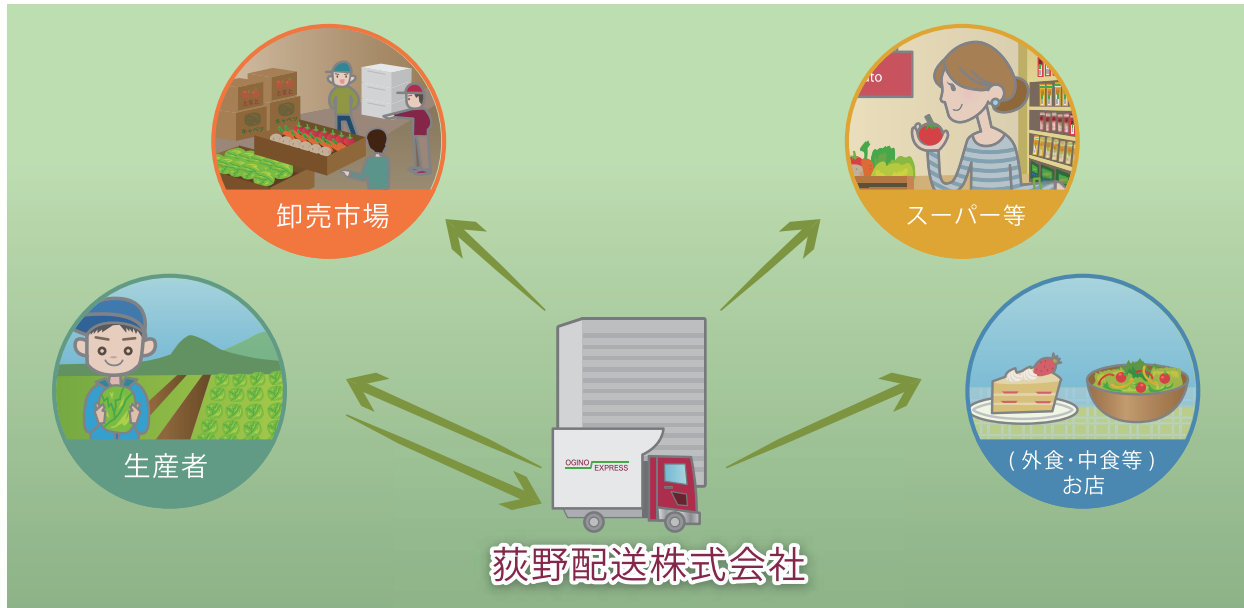 卸売市場
uto
スーパー等
生産者
OGINO
EXPRESS
(外食・中食等)
お店
荻野配送株式会社